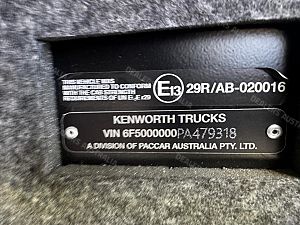 THIS VEHICLE WAS
MANUFACTURED TO CONFORM
WITH THE CAB STRENGTH
REQUIREMENTS OF UN E/ECE r29
E13 29R/AB-020016
KENWORTH TRUCKS
VIN 6F5000000PA479318
A DIVISION OF PACCAR AUSTRALIA PTY. LTD.